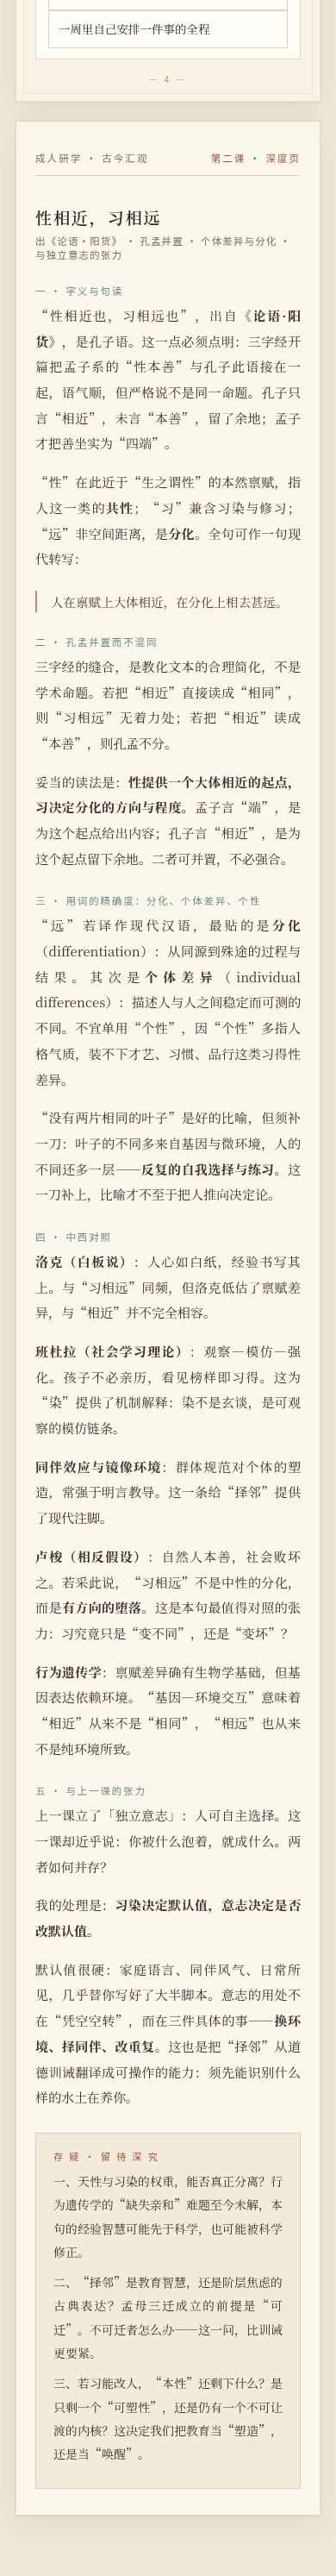 一周里自己安排一件事的全程
— 4 —
成人研学 · 古今汇观
第二课 · 深度页
性相近，习相远
出《论语·阳货》 · 孔孟并置 · 个体差异与分化 ·
与独立意志的张力
一 · 字义与句读
“性相近也，习相远也”，出自《论语·阳
货》，是孔子语。这一点必须点明：三字经开
篇把孟子系的“性本善”与孔子此语接在一
起，语气顺，但严格说不是同一命题。孔子只
言“相近”，未言“本善”，留了余地；孟子
才把善坐实为“四端”。
“性”在此近于“生之谓性”的本然禀赋，指
人这一类的共性；“习”兼含习染与修习；
“远”非空间距离，是分化。全句可作一句现
代转写：
人在禀赋上大体相近，在分化上相去甚远。
二 · 孔孟并置而不混同
三字经的缝合，是教化文本的合理简化，不是
学术命题。若把“相近”直接读成“相同”，
则“习相远”无着力处；若把“相近”读成
“本善”，则孔孟不分。
妥当的读法是：性提供一个大体相近的起点，
习决定分化的方向与程度。孟子言“端”，是
为这个起点给出内容；孔子言“相近”，是为
这个起点留下余地。二者可并置，不必强合。
三 · 用词的精确度：分化、个体差异、个性
“远”若译作现代汉语，最贴的是分化
（differentiation）：从同源到殊途的过程与
结果。其次是个体差异（individual
differences）：描述人与人之间稳定而可测的
不同。不宜单用“个性”，因“个性”多指人
格气质，装不下才艺、习惯、品行这类习得性
差异。
“没有两片相同的叶子”是好的比喻，但须补
一刀：叶子的不同多来自基因与微环境，人的
不同还多一层——反复的自我选择与练习。这
一刀补上，比喻才不至于把人推向决定论。
四 · 中西对照
洛克（白板说）：人心如白纸，经验书写其
上。与“习相远”同频，但洛克低估了禀赋差
异，与“相近”并不完全相容。
班杜拉（社会学习理论）：观察—模仿—强
化。孩子不必亲历，看见榜样即习得。这为
“染”提供了机制解释：染不是玄谈，是可观
察的模仿链条。
同伴效应与镜像环境：群体规范对个体的塑
造，常强于明言教导。这一条给“择邻”提供
了现代注脚。
卢梭（相反假设）：自然人本善，社会败坏
之。若采此说，“习相远”不是中性的分化，
而是有方向的堕落。这是本句最值得对照的张
力：习究竟只是“变不同”，还是“变坏”？
行为遗传学：禀赋差异确有生物学基础，但基
因表达依赖环境。“基因—环境交互”意味着
“相近”从来不是“相同”，“相远”也从来
不是纯环境所致。
五 · 与上一课的张力
上一课立了「独立意志」：人可自主选择。这
一课却近乎说：你被什么泡着，就成什么。两
者如何并存？
我的处理是：习染决定默认值，意志决定是否
改默认值。
默认值很硬：家庭语言、同伴风气、日常所
见，几乎替你写好了大半脚本。意志的用处不
在“凭空空转”，而在三件具体的事——换环
境、择同伴、改重复。这也是把“择邻”从道
德训诫翻译成可操作的能力：须先能识别什么
样的水土在养你。
存疑 · 留待深究
一、天性与习染的权重，能否真正分离？行
为遗传学的“缺失亲和”难题至今未解，本
句的经验智慧可能先于科学，也可能被科学
修正。
二、“择邻”是教育智慧，还是阶层焦虑的
古典表达？孟母三迁成立的前提是“可
迁”。不可迁者怎么办——这一问，比训诫
更要紧。
三、若习能改人，“本性”还剩下什么？是
只剩一个“可塑性”，还是仍有一个不可让
渡的内核？这决定我们把教育当“塑造”，
还是当“唤醒”。